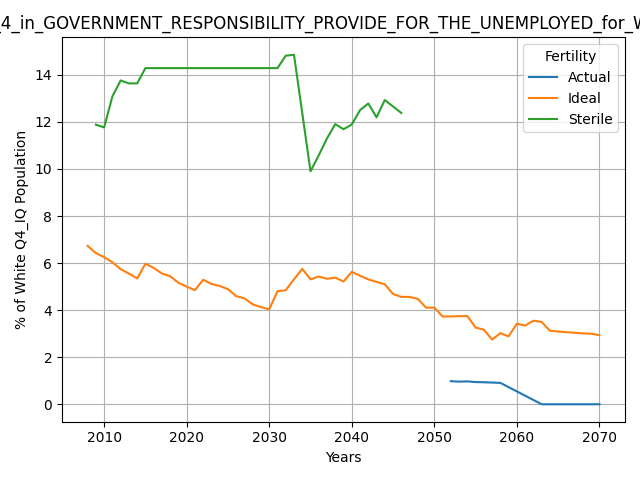 4_in_GOVERNMENT_RESPONSIBILITY_PROVIDE_FOR_THE_UNEMPLOYED_for_
Fertility
Actual
Ideal
Sterile
% of White Q4_IQ Population
14
12
10
8
6
4
2
0
2010 2020 2030 2040 2050 2060 2070
Years